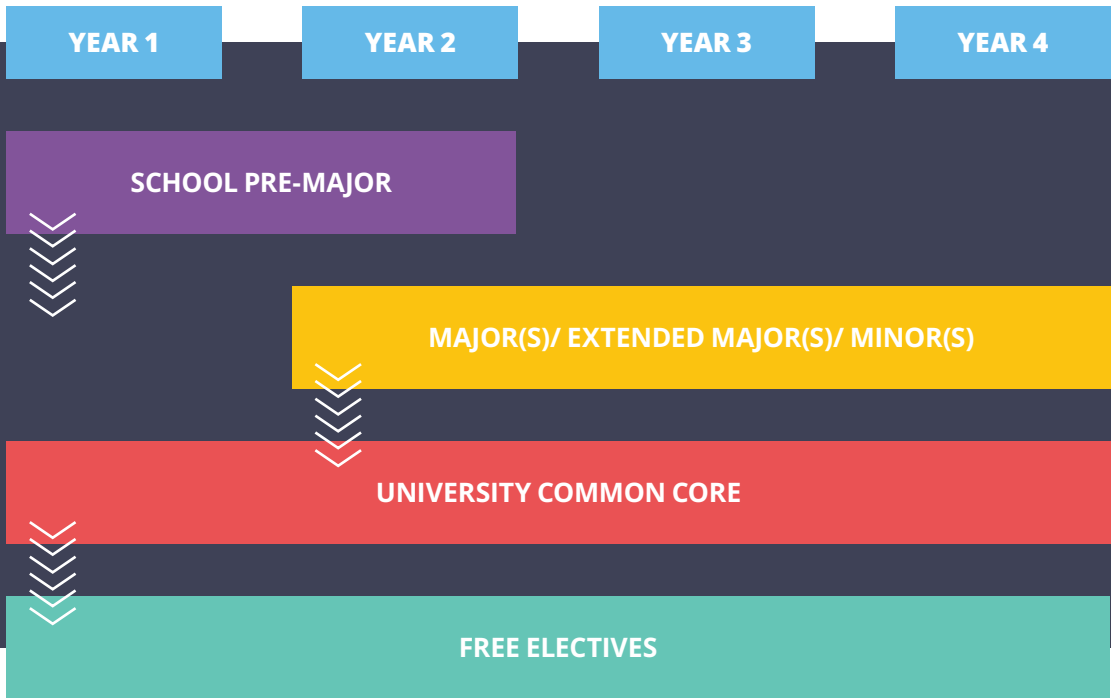 YEAR 1
YEAR 2
YEAR 3
YEAR 4
SCHOOL PRE-MAJOR
MAJOR(S)/ EXTENDED MAJOR(S)/ MINOR(S)
UNIVERSITY COMMON CORE
FREE ELECTIVES